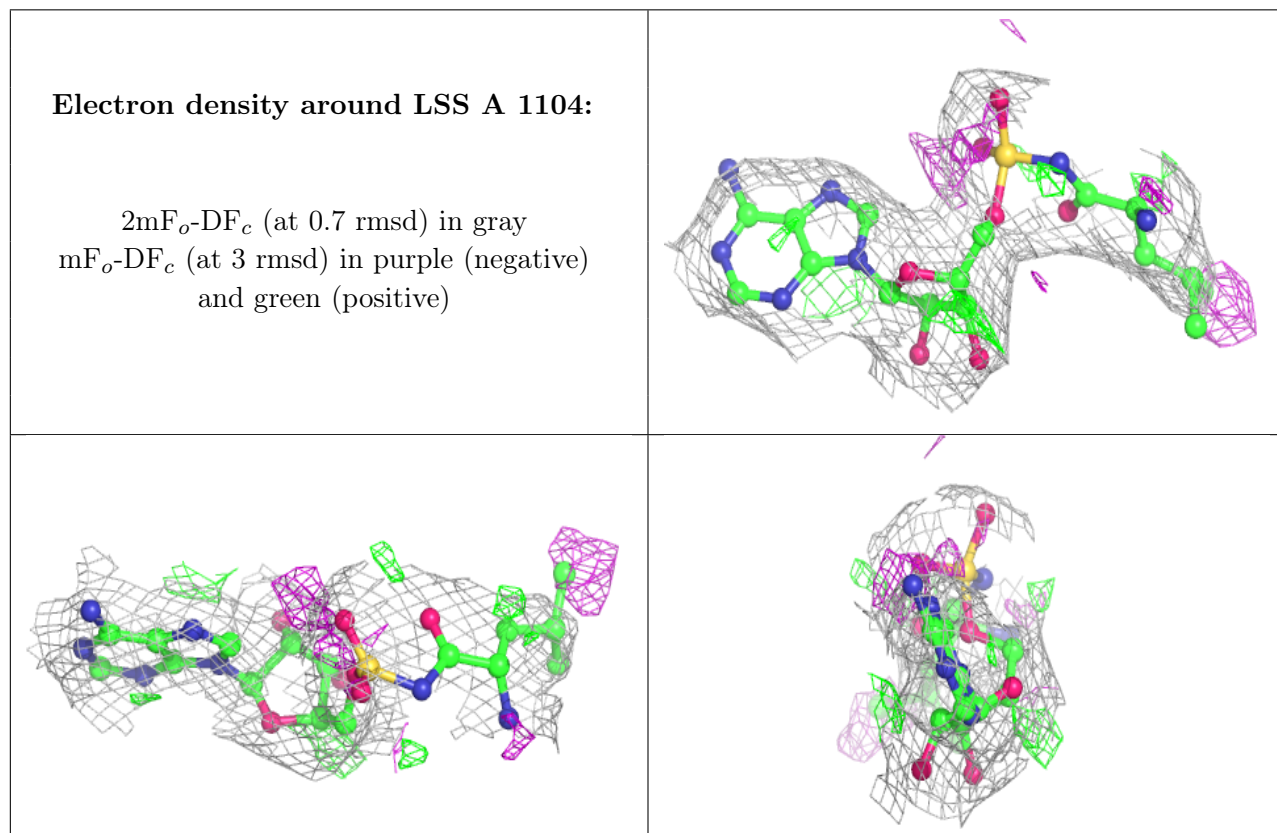 Electron density around LSS A 1104:
2mFo-DFc (at 0.7 rmsd) in gray
mFo-DFc (at 3 rmsd) in purple (negative)
and green (positive)